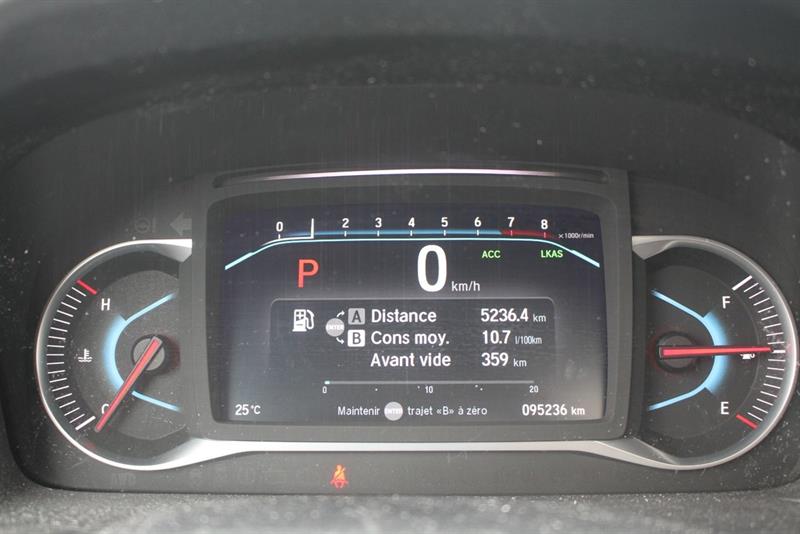 0 2 3 4 5 6 7 8 ×1000r/min
P 0 km/h ACC LKAS
H
F
A Distance 5236.4 km
ENTER
B Cons moy. 10.7 l/100km
Avant vide 359 km
0 10 20
C
E
25°C Maintenir ENTER trajet «B» à zéro 095236 km